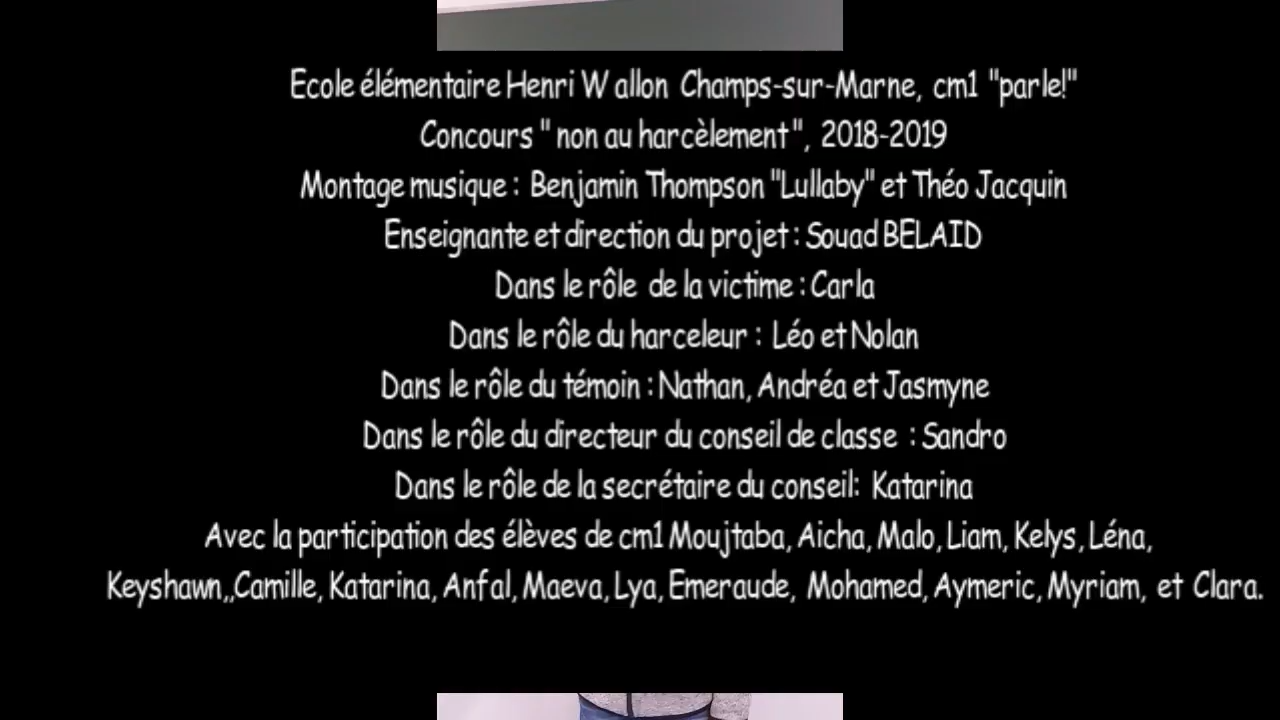 Ecole élémentaire Henri Wallon Champs-sur-Marne, cm1 "parle!"
Concours " non au harcèlement", 2018-2019
Montage musique : Benjamin Thompson "Lullaby" et Théo Jacquin
Enseignante et direction du projet : Souad BELAID
Dans le rôle de la victime : Carla
Dans le rôle du harceleur : Léo et Nolan
Dans le rôle du témoin : Nathan, Andréa et Jasmyne
Dans le rôle du directeur du conseil de classe : Sandro
Dans le rôle de la secrétaire du conseil: Katarina
Avec la participation des élèves de cm1 Moujtaba, Aicha, Malo, Liam, Kelys, Léna,
Keyshawn,,Camille, Katarina, Anfal, Maeva, Lya, Emeraude, Mohamed, Aymeric, Myriam, et Clara.